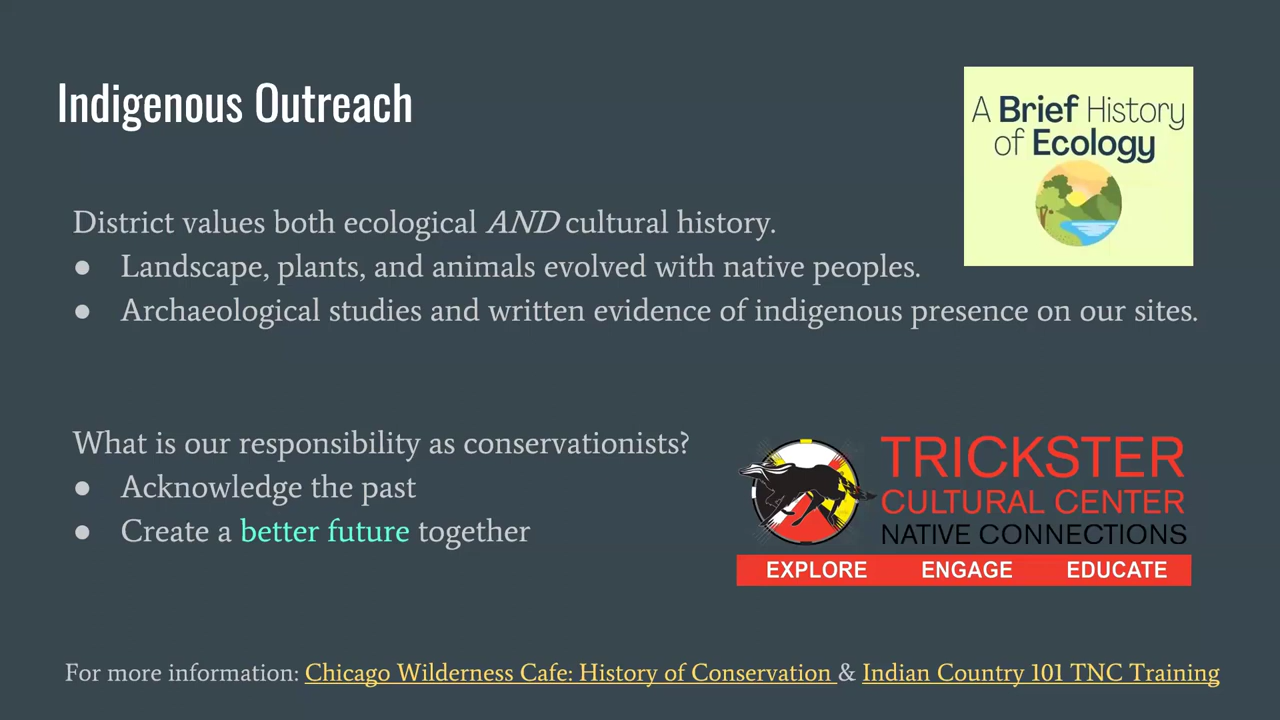 Indigenous Outreach
A Brief History
of Ecology
District values both ecological AND cultural history.
● Landscape, plants, and animals evolved with native peoples.
● Archaeological studies and written evidence of indigenous presence on our sites.
What is our responsibility as conservationists?
● Acknowledge the past
● Create a better future together
TRICKSTER
CULTURAL CENTER
NATIVE CONNECTIONS
EXPLORE ENGAGE EDUCATE
For more information: Chicago Wilderness Cafe: History of Conservation & Indian Country 101 TNC Training